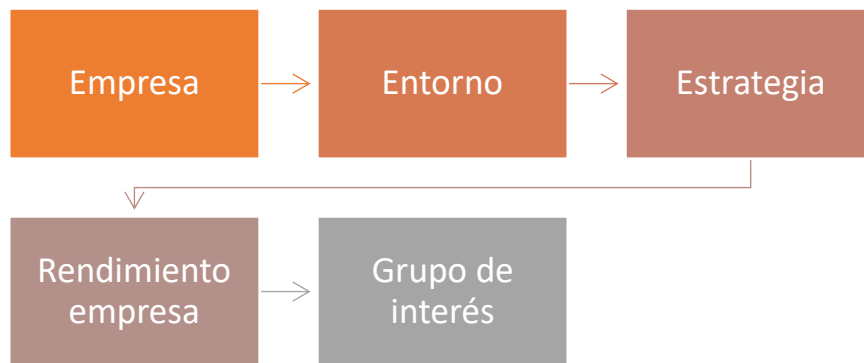 Empresa
Entorno
Estrategia
Rendimiento
empresa
Grupo de
interés